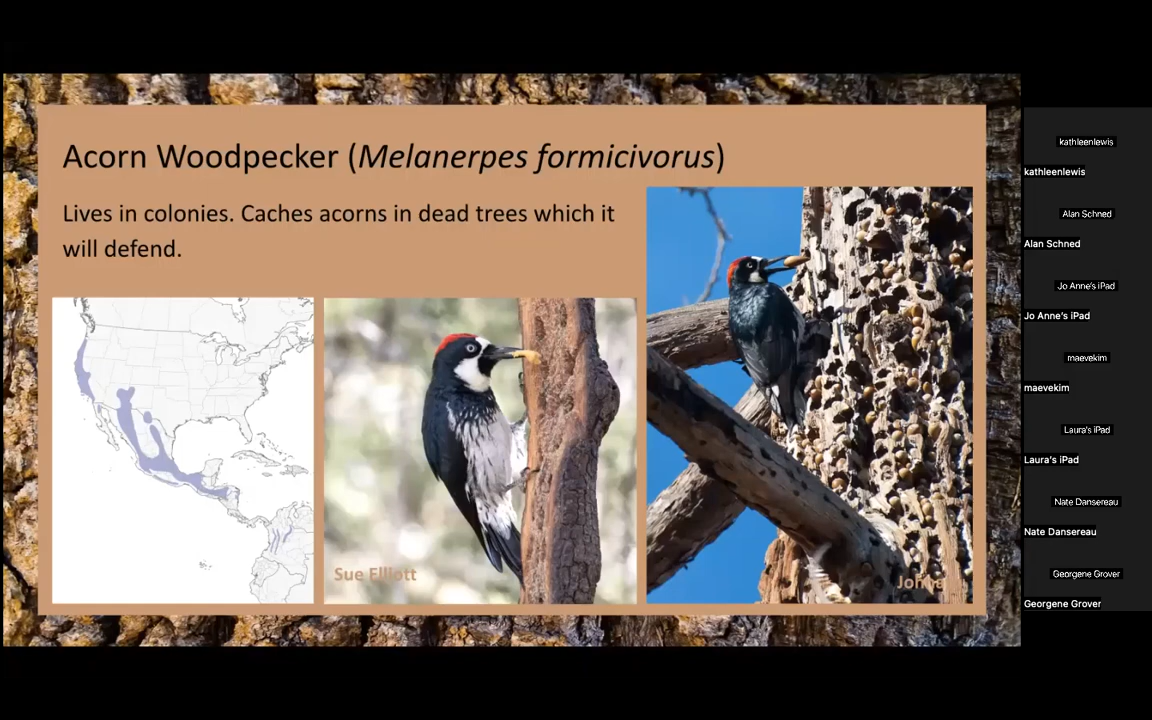 Acorn Woodpecker (Melanerpes formicivorus)
Lives in colonies. Caches acorns in dead trees which it
will defend.
Sue Elliott
kathleenlewis
kathleenlewis
Alan Schned
Alan Schned
Jo Anne's iPad
Jo Anne's iPad
maevekim
maevekim
Laura's iPad
Laura's iPad
Nate Dansereau
Nate Dansereau
Georgene Grover
Georgene Grover